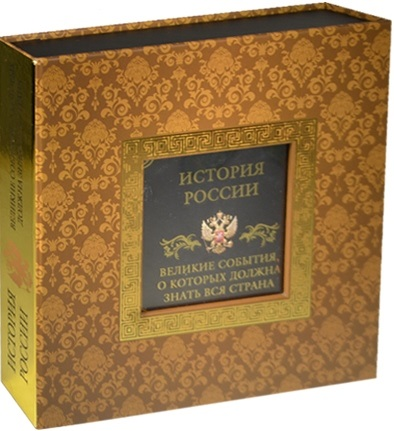 ИСТОРИЯ
РОССИИ
ВЕЛИКИЕ СОБЫТИЯ,
О КОТОРЫХ ДОЛЖНА
ЗНАТЬ ВСЯ СТРАНА
ИСТОРИЯ
РОССИИ